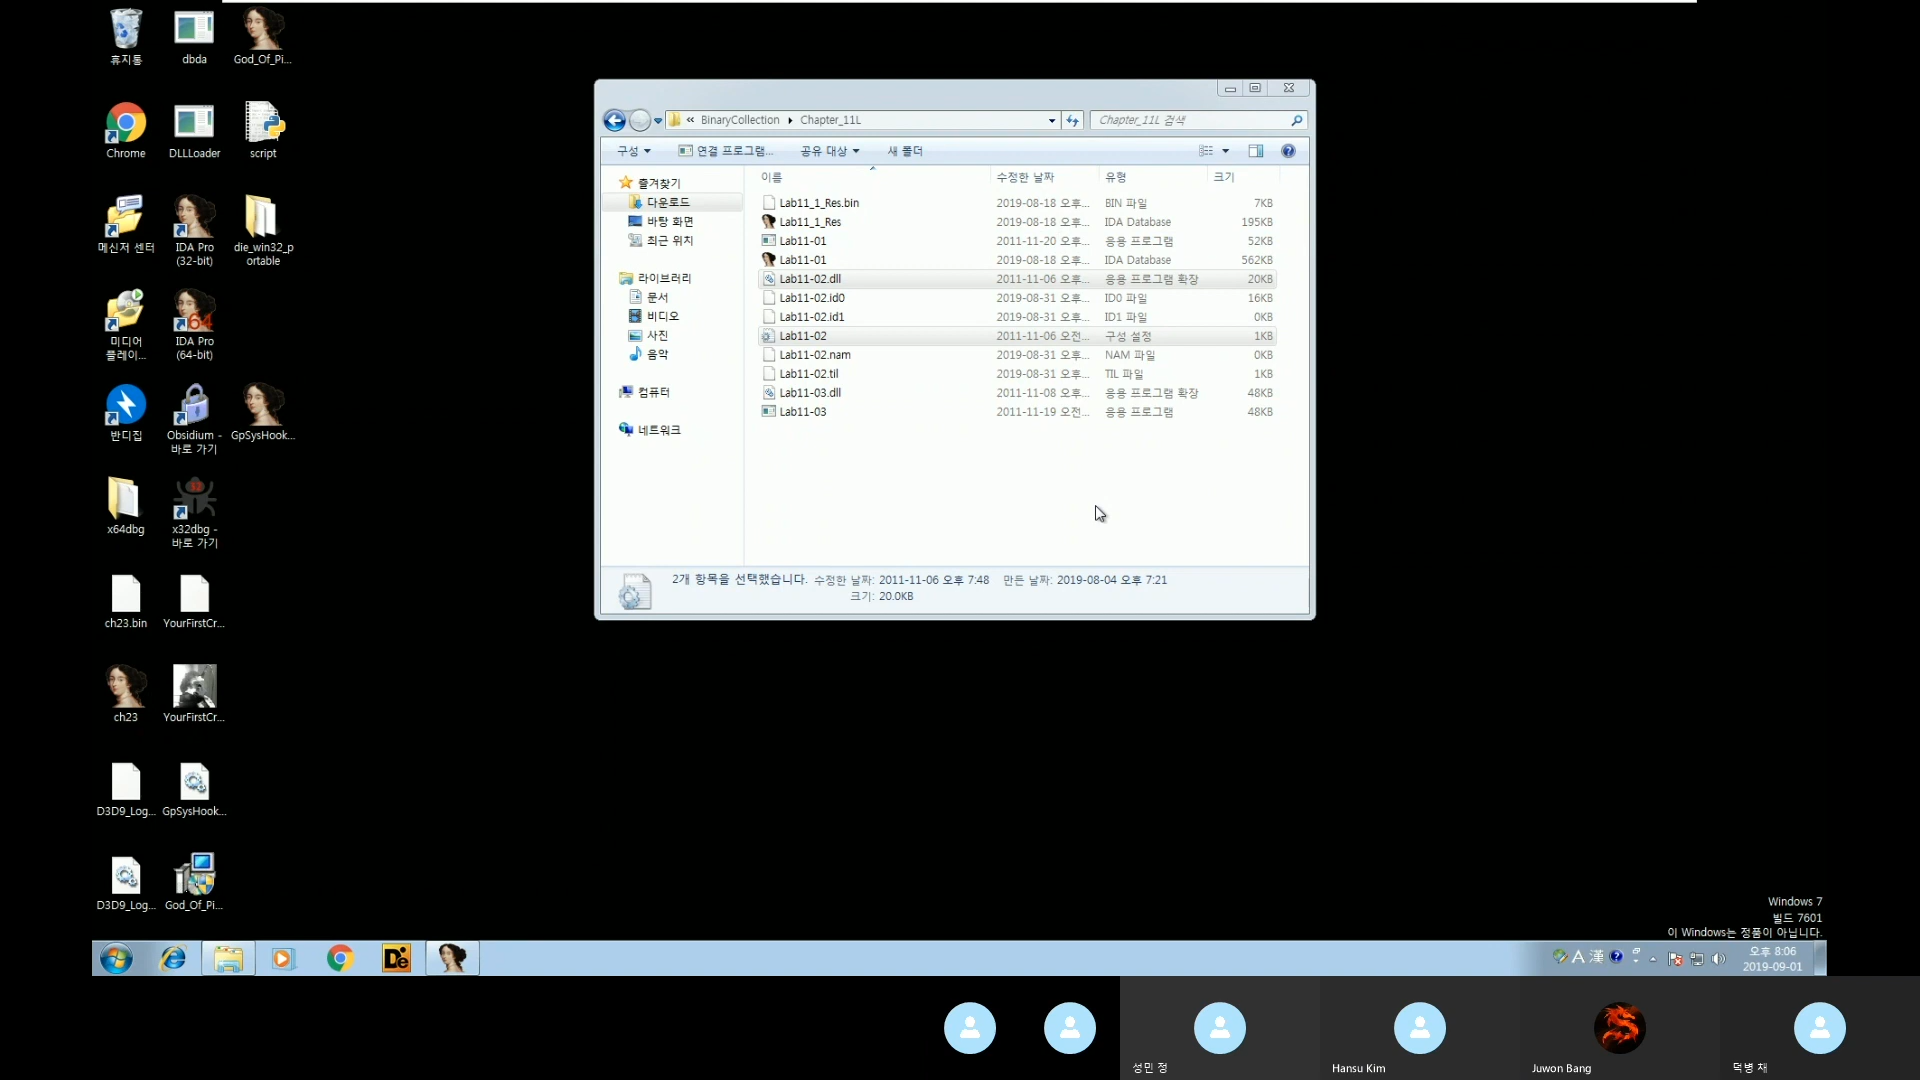 휴지통
dbda
God_Of_Pi...
Chrome
DLLLoader
script
메신저 센터
IDA Pro
(32-bit)
die_win32_p
ortable
미디어
플레이...
IDA Pro
(64-bit)
반디집
Obsidium -
바로 가기
GpSysHook...
x64dbg
x32dbg -
바로 가기
ch23.bin
YourFirstCr...
ch23
YourFirstCr...
D3D9_Log...
GpSysHook...
D3D9_Log...
God_Of_Pi...
« BinaryCollection ▸ Chapter_11L
Chapter_11L 검색
구성 연결 프로그램... 공유 대상 새 폴더
즐겨찾기
다운로드
바탕 화면
최근 위치
라이브러리
문서
비디오
사진
음악
컴퓨터
네트워크
이름 수정한 날짜 유형 크기
Lab11_1_Res.bin 2019-08-18 오후... BIN 파일 7KB
Lab11_1_Res 2019-08-18 오후... IDA Database 195KB
Lab11-01 2011-11-20 오후... 응용 프로그램 52KB
Lab11-01 2019-08-18 오후... IDA Database 562KB
Lab11-02.dll 2011-11-06 오후... 응용 프로그램 확장 20KB
Lab11-02.id0 2019-08-31 오후... ID0 파일 16KB
Lab11-02.id1 2019-08-31 오후... ID1 파일 0KB
Lab11-02 2011-11-06 오전... 구성 설정 1KB
Lab11-02.nam 2019-08-31 오후... NAM 파일 0KB
Lab11-02.til 2019-08-31 오후... TIL 파일 1KB
Lab11-03.dll 2011-11-08 오후... 응용 프로그램 확장 48KB
Lab11-03 2011-11-19 오전... 응용 프로그램 48KB
2개 항목을 선택했습니다. 수정한 날짜: 2011-11-06 오후 7:48 만든 날짜: 2019-08-04 오후 7:21
크기: 20.0KB
Windows 7
빌드 7601
이 Windows는 정품이 아닙니다.
A 漢
오후 8:06
2019-09-01
성민 정
Hansu Kim
Juwon Bang
덕병 채